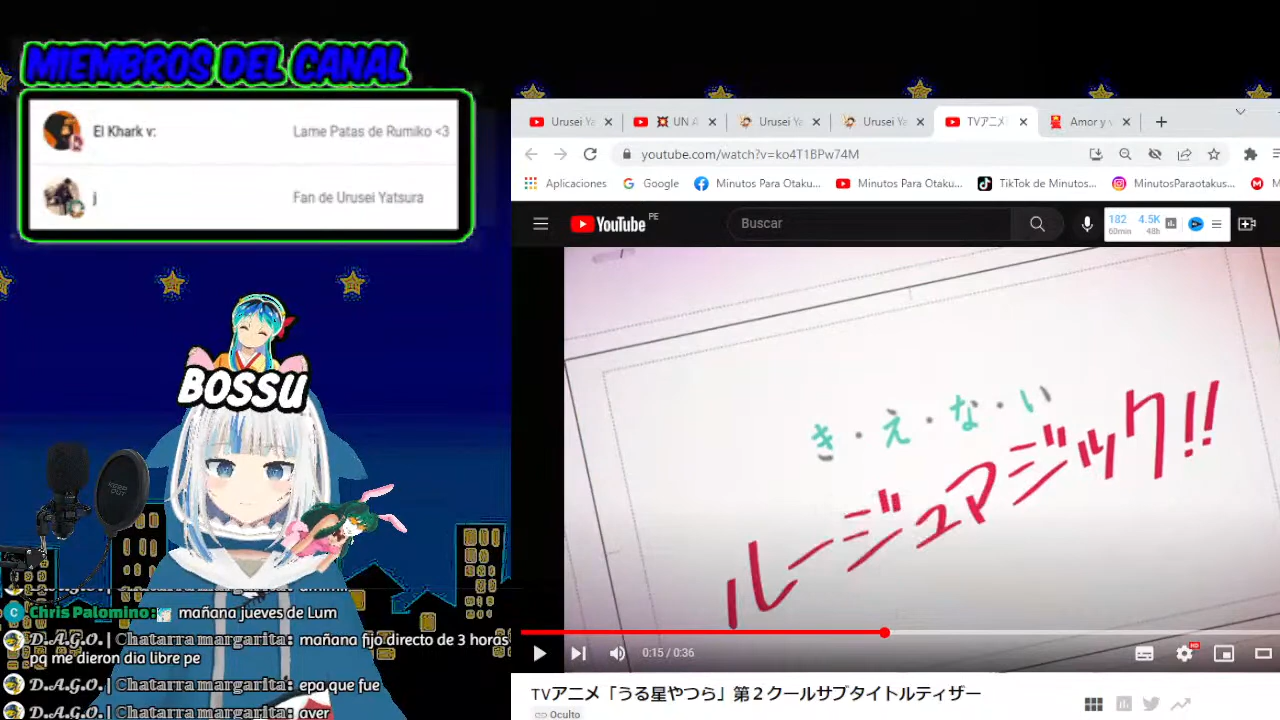 MIEMBROS DEL CANAL
El Khark v:
Lame Patas de Rumiko <3
j
Fan de Urusei Yatsura
BOSSU
KEEP OUT
Chris Palomino: mañana jueves de Lum
D.A.G.O. | Chatarra margarita: mañana fijo directo de 3 horas
pq me dieron dia libre pe
D.A.G.O. | Chatarra margarita: epa que fue
D.A.G.O. | Chatarra margarita: aver
Urusei Ya
UN A
Urusei Ya
Urusei Ya
TVアニメ
Amor y v
youtube.com/watch?v=ko4T1BPw74M
Aplicaciones
Google
Minutos Para Otaku...
Minutos Para Otaku...
TikTok de Minutos...
MinutosParaotakus...
M
YouTube PE
Buscar
182
60min
4.5K
48h
き・え・な・い
ルージュマジック!!
0:15 / 0:36
HD
TVアニメ「うる星やつら」第２クールサブタイトルティザー
Oculto